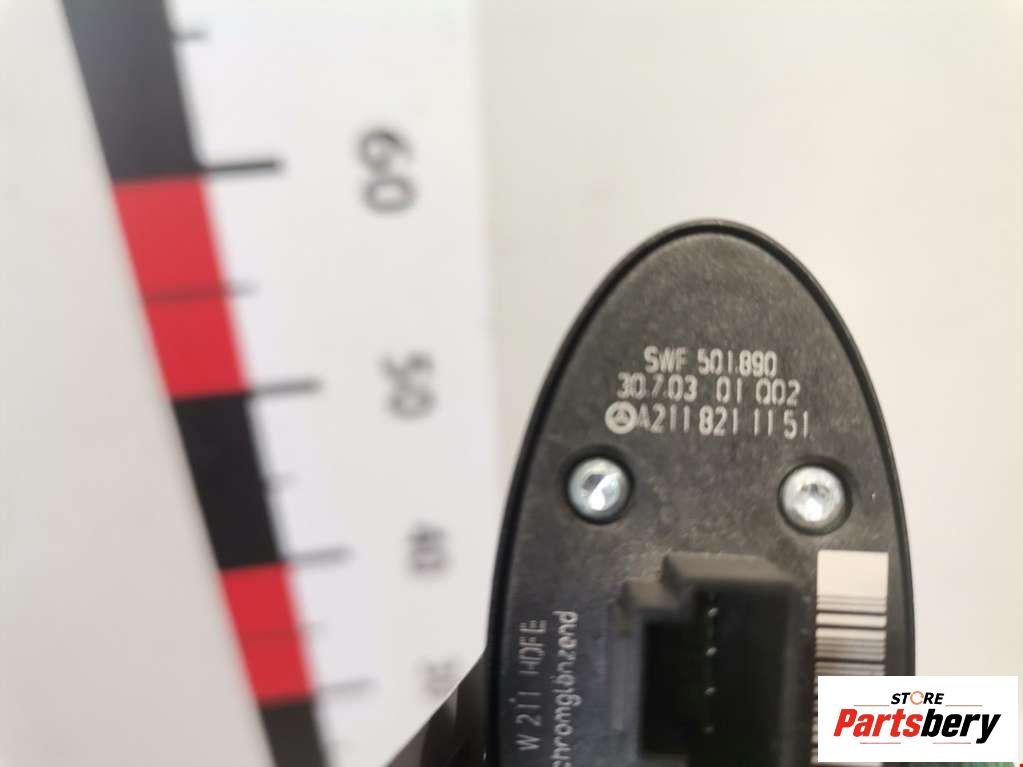 60
50
40
SWF 501.890
30.7.03 01 002
A211 821 11 51
W 211 HDFE
chromglänzend
STORE
Partsbery